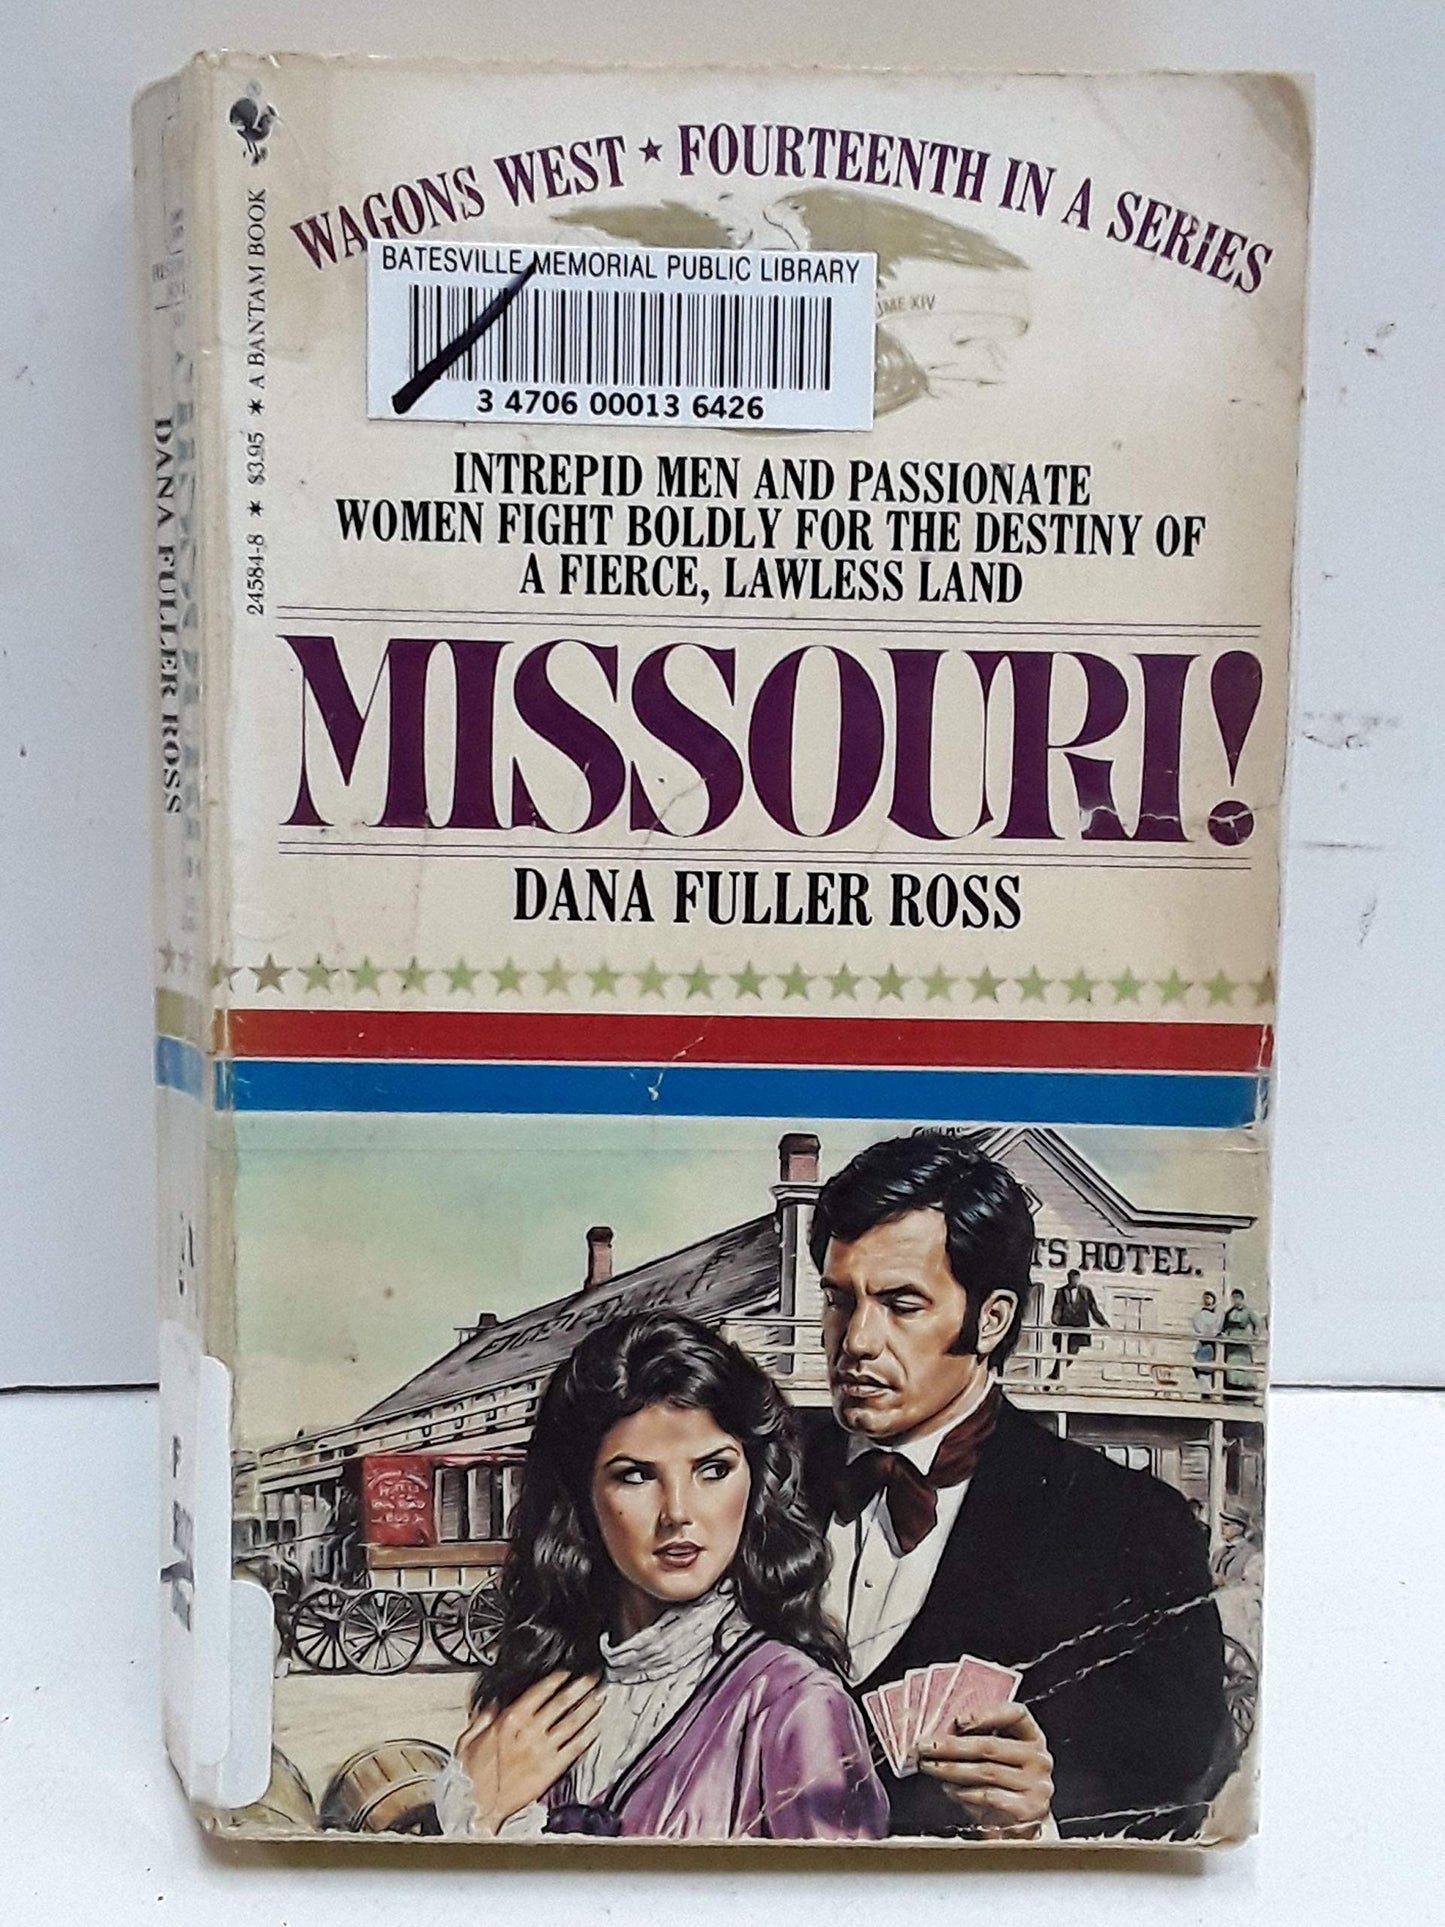 WAGONS WEST ★ FOURTEENTH IN A SERIES
BATESVILLE MEMORIAL PUBLIC LIBRARY
3 4706 00013 6426
XIV
INTREPID MEN AND PASSIONATE
WOMEN FIGHT BOLDLY FOR THE DESTINY OF
A FIERCE, LAWLESS LAND
MISSOURI!
DANA FULLER ROSS
24584-8 ★ $3.95 ★ A BANTAM BOOK
DANA FULLER ROSS
HOTEL.
F